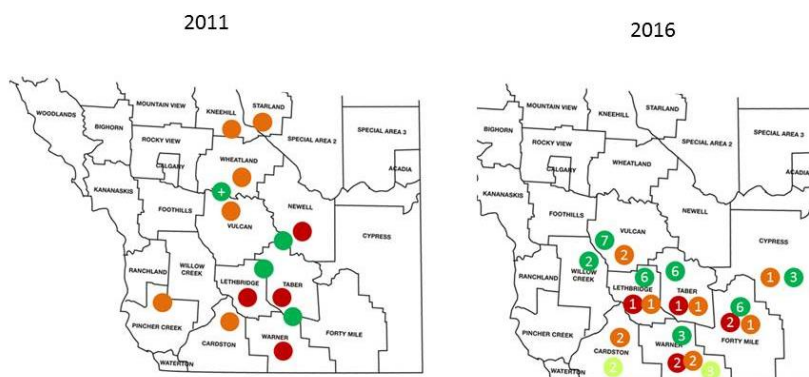 2011
2016
WOODLANDS
MOUNTAIN VIEW
KNEEHILL
STARLAND
BIGHORN
ROCKY VIEW
SPECIAL AREA 2
SPECIAL AREA 3
CALGARY
WHEATLAND
ACADIA
KANANASKIS
+
FOOTHILLS
VULCAN
NEWELL
CYPRESS
RANCHLAND
WILLOW
CREEK
LETHBRIDGE
TABER
PINCHER CREEK
CARDSTON
WARNER
FORTY MILE
WATERTON
MOUNTAIN VIEW
KNEEHILL
STARLAND
BIGHORN
ROCKY VIEW
SPECIAL AREA 2
SPECIAL AREA 3
CALGARY
WHEATLAND
ACADIA
KANANASKIS
FOOTHILLS
NEWELL
VULCAN
7
2
CYPRESS
2
WILLOW
CREEK
RANCHLAND
6
6
1
3
LETHBRIDGE
TABER
1
1
1
1
6
2
1
FORTY MILE
PINCHER CREEK
2
3
WARNER
CARDSTON
2
2
2
3
WATERTON